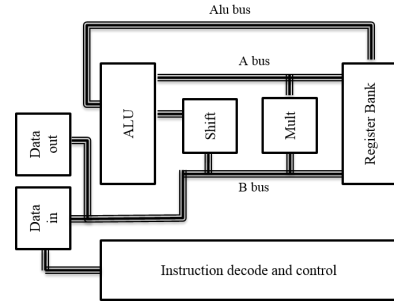 Alu bus
A bus
ALU
Shift
Mult
Register Bank
Data
out
Data
in
B bus
Instruction decode and control